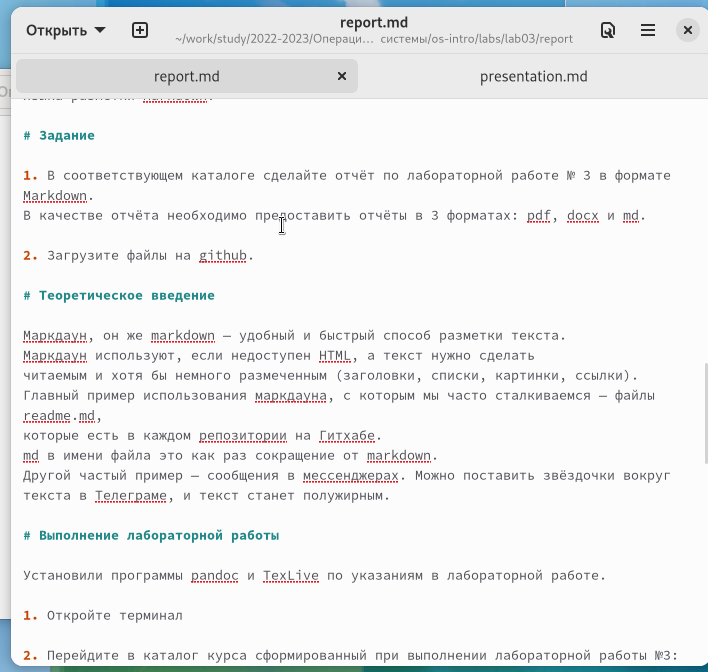 Открыть
report.md
~/work/study/2022-2023/Операци… системы/os-intro/labs/lab03/report
report.md
presentation.md
# Задание
1. В соответствующем каталоге сделайте отчёт по лабораторной работе № 3 в формате
Markdown.
В качестве отчёта необходимо предоставить отчёты в 3 форматах: pdf, docx и md.
2. Загрузите файлы на github.
# Теоретическое введение
Маркдаун, он же markdown — удобный и быстрый способ разметки текста.
Маркдаун используют, если недоступен HTML, а текст нужно сделать
читаемым и хотя бы немного размеченным (заголовки, списки, картинки, ссылки).
Главный пример использования маркдауна, с которым мы часто сталкиваемся — файлы
readme.md,
которые есть в каждом репозитории на Гитхабе.
md в имени файла это как раз сокращение от markdown.
Другой частый пример — сообщения в мессенджерах. Можно поставить звёздочки вокруг
текста в Телеграме, и текст станет полужирным.
# Выполнение лабораторной работы
Установили программы pandoc и TexLive по указаниям в лабораторной работе.
1. Откройте терминал
2. Перейдите в каталог курса сформированный при выполнении лабораторной работы №3: